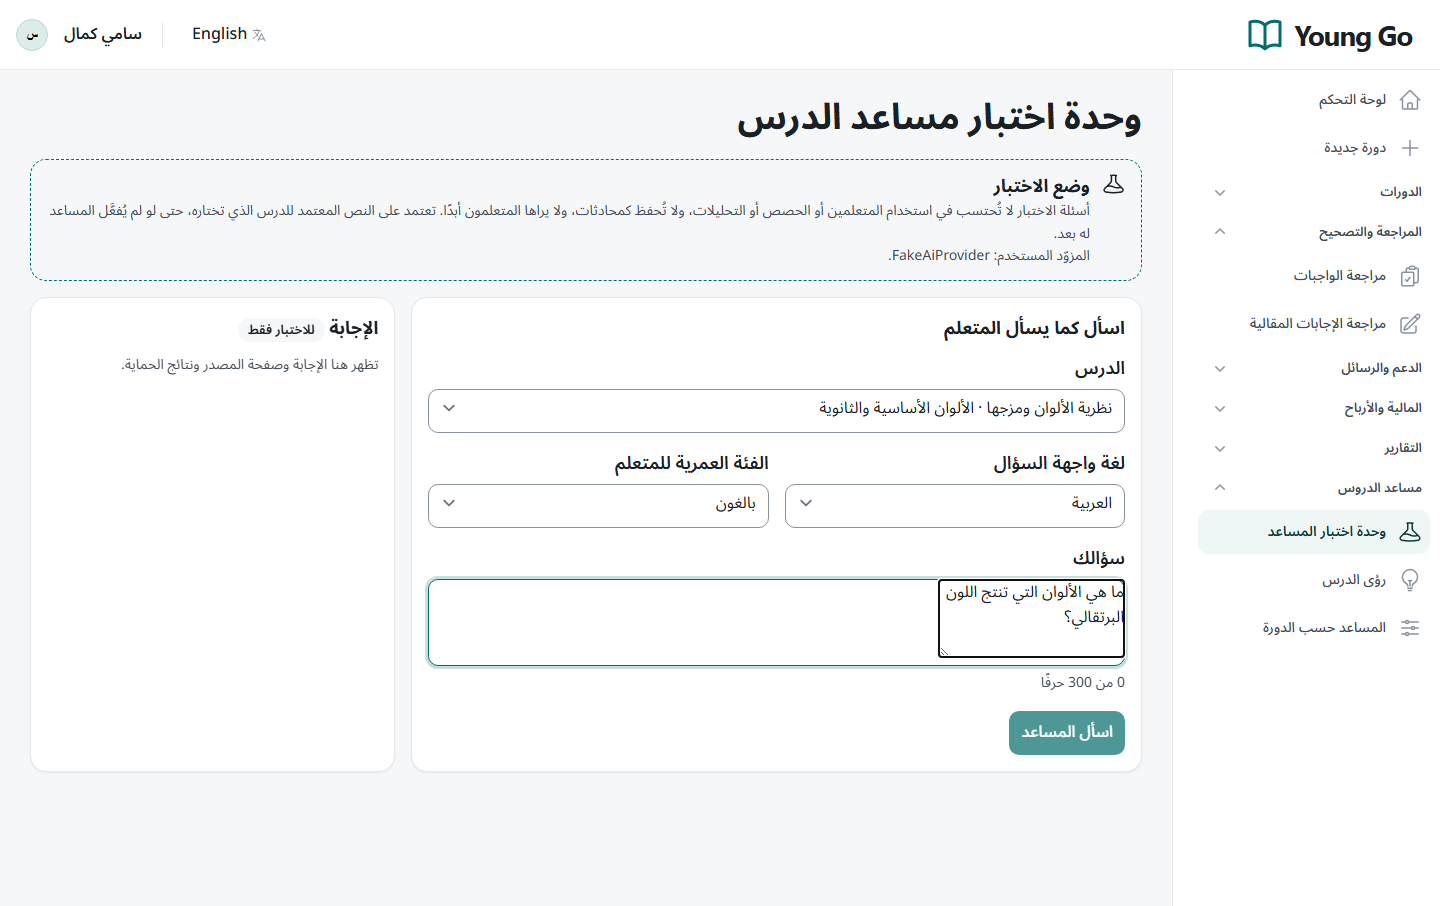 Young Go
English
سامي كمال
س
لوحة التحكم
دورة جديدة
الدورات
المراجعة والتصحيح
مراجعة الواجبات
مراجعة الإجابات المقالية
الدعم والرسائل
المالية والأرباح
التقارير
مساعد الدروس
وحدة اختبار المساعد
رؤى الدرس
المساعد حسب الدورة
وحدة اختبار مساعد الدرس
وضع الاختبار
أسئلة الاختبار لا تُحتسب في استخدام المتعلمين أو الحصص أو التحليلات، ولا تُحفظ كمحادثات، ولا يراها المتعلمون أبدًا. تعتمد على النص المعتمد للدرس الذي تختاره، حتى لو لم يُفعَّل المساعد
له بعد.
المزوّد المستخدم: FakeAiProvider.
اسأل كما يسأل المتعلم
الدرس
نظرية الألوان ومزجها · الألوان الأساسية والثانوية
لغة واجهة السؤال
العربية
الفئة العمرية للمتعلم
بالغون
سؤالك
ما هي الألوان التي تنتج اللون
البرتقالي؟
0 من 300 حرفًا
اسأل المساعد
الإجابة للاختبار فقط
تظهر هنا الإجابة وصفحة المصدر ونتائج الحماية.